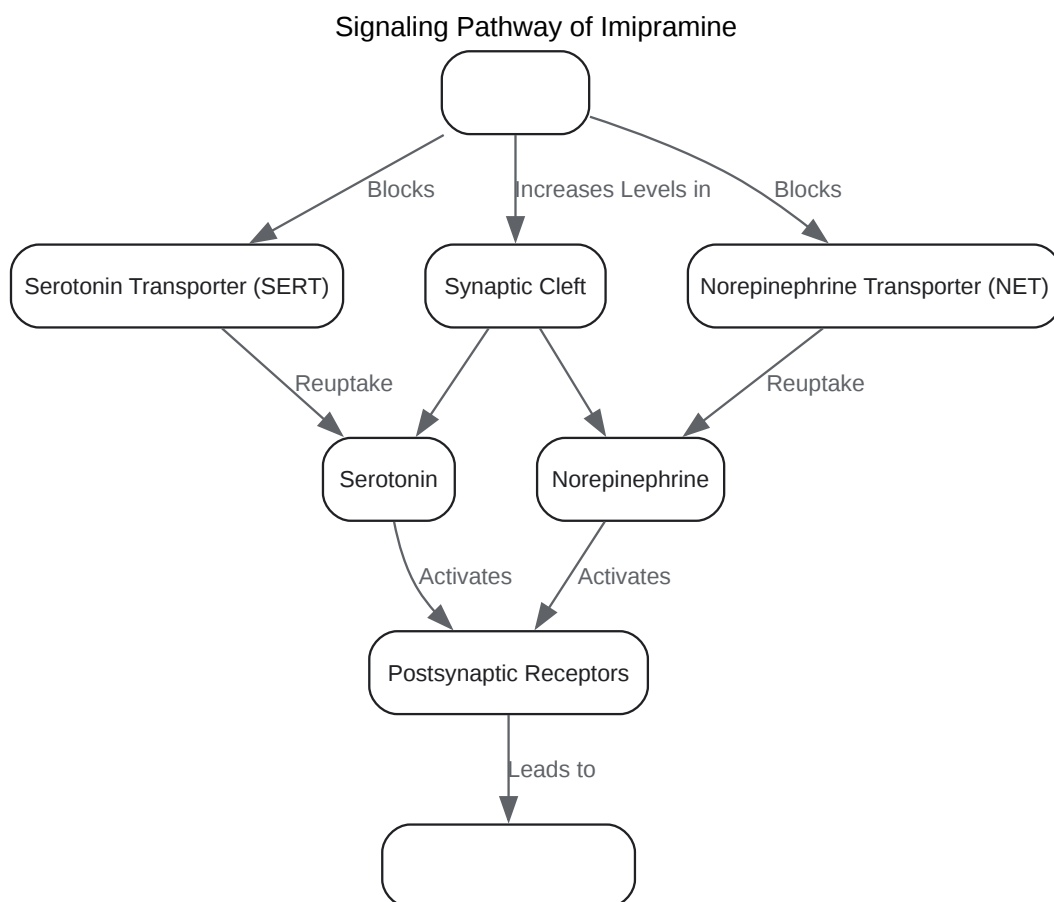 Signaling Pathway of Imipramine
Blocks
Increases Levels in
Blocks
Serotonin Transporter (SERT)
Synaptic Cleft
Norepinephrine Transporter (NET)
Reuptake
Reuptake
Serotonin
Norepinephrine
Activates
Activates
Postsynaptic Receptors
Leads to